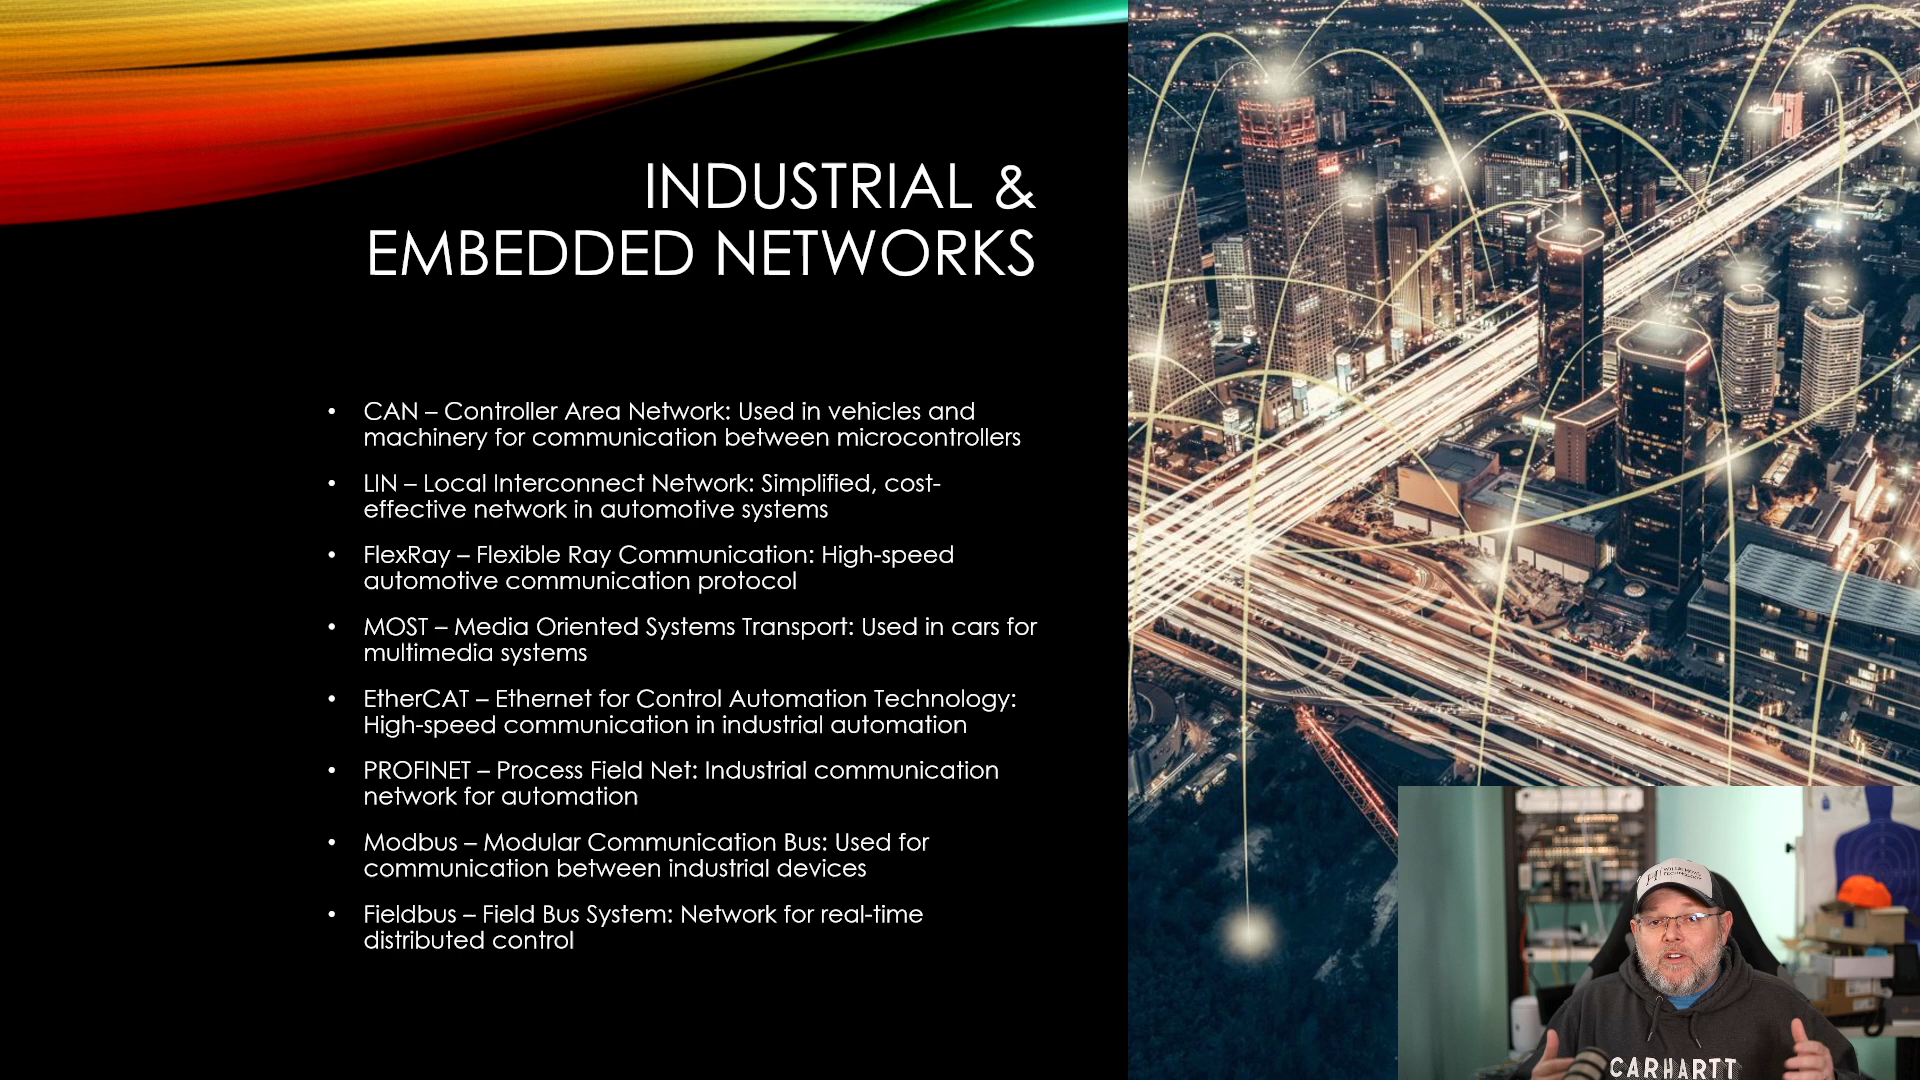 INDUSTRIAL &
EMBEDDED NETWORKS
• CAN – Controller Area Network: Used in vehicles and
machinery for communication between microcontrollers
• LIN – Local Interconnect Network: Simplified, cost-
effective network in automotive systems
• FlexRay – Flexible Ray Communication: High-speed
automotive communication protocol
• MOST – Media Oriented Systems Transport: Used in cars for
multimedia systems
• EtherCAT – Ethernet for Control Automation Technology:
High-speed communication in industrial automation
• PROFINET – Process Field Net: Industrial communication
network for automation
• Modbus – Modular Communication Bus: Used for
communication between industrial devices
• Fieldbus – Field Bus System: Network for real-time
distributed control
CARHARTT